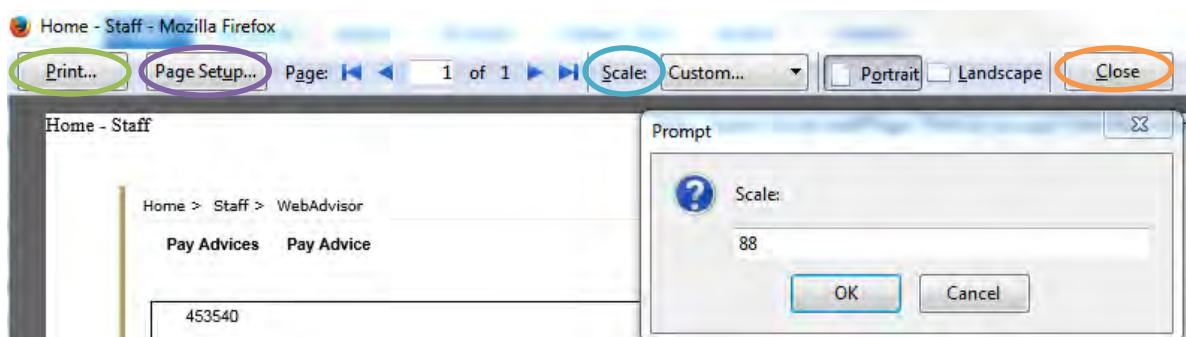 Home - Staff - Mozilla Firefox
Print... Page Setup... Page: 1 of 1 Scale: Custom... Portrait Landscape Close
Home - Staff
Prompt
Scale:
88
OK Cancel
Home > Staff > WebAdvisor
Pay Advices Pay Advice
453540